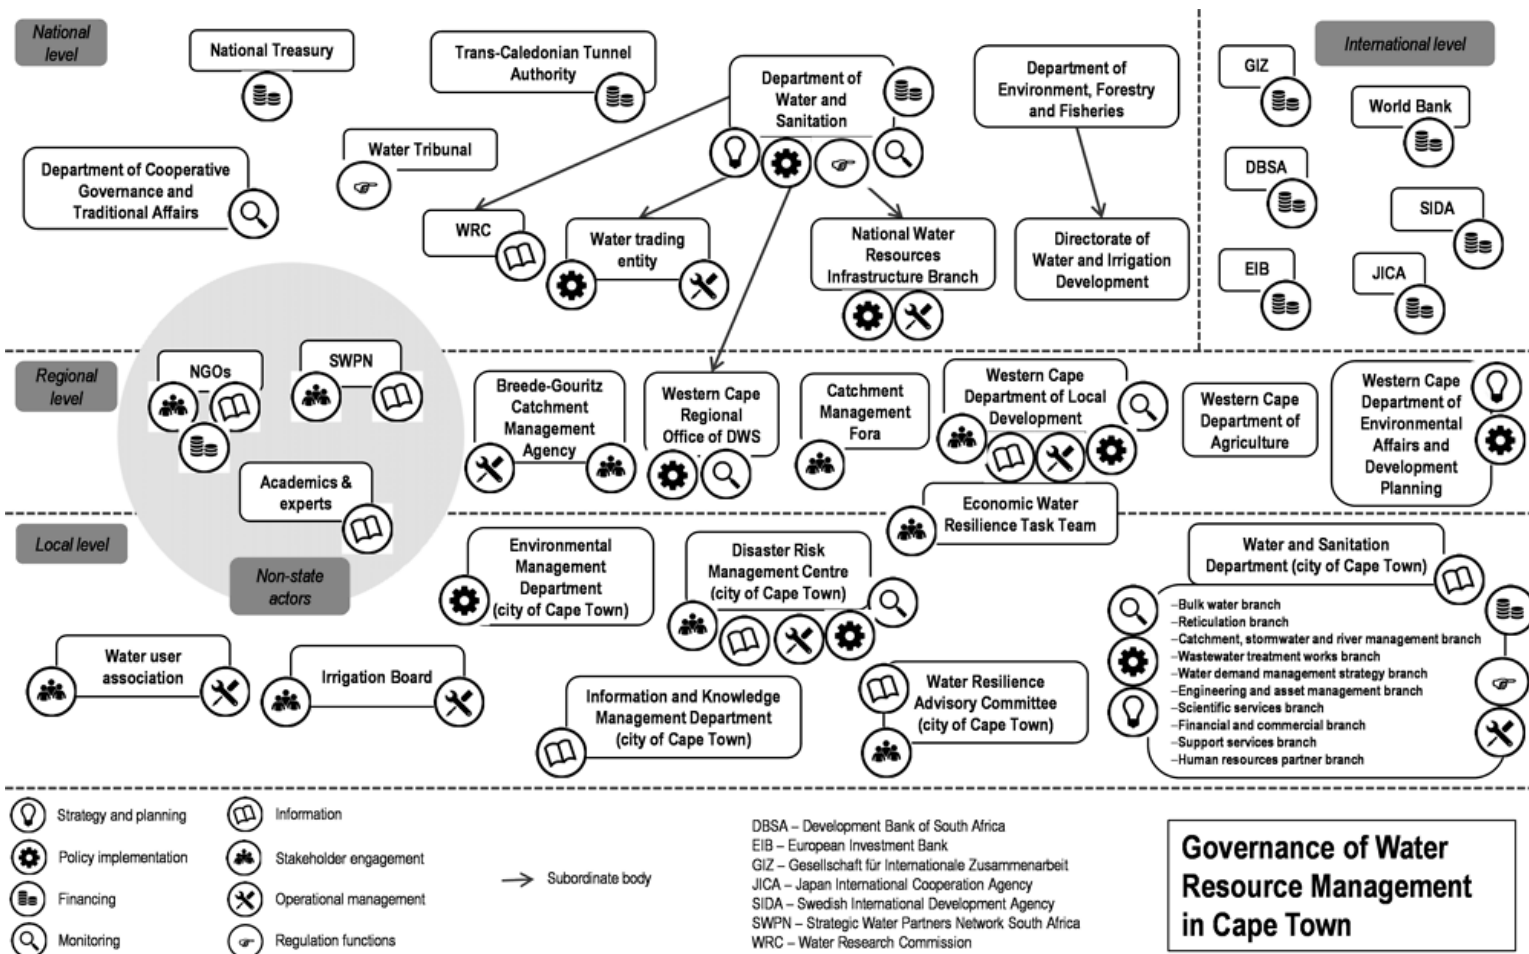 National
level
National Treasury
Trans-Caledonian Tunnel
Authority
Department of
Water and
Sanitation
Department of
Environment, Forestry
and Fisheries
International level
GIZ
World Bank
Water Tribunal
Department of Cooperative
Governance and
Traditional Affairs
DBSA
SIDA
WRC
Water trading
entity
National Water
Resources
Infrastructure Branch
Directorate of
Water and Irrigation
Development
EIB
JICA
Regional
level
NGOs
SWPN
Academics &
experts
Non-state
actors
Breede-Gouritz
Catchment
Management
Agency
Western Cape
Regional
Office of DWS
Catchment
Management
Fora
Western Cape
Department of Local
Development
Western Cape
Department of
Agriculture
Western Cape
Department of
Environmental
Affairs and
Development
Planning
Economic Water
Resilience Task Team
Local level
Environmental
Management
Department
(city of Cape Town)
Disaster Risk
Management Centre
(city of Cape Town)
Water and Sanitation
Department (city of Cape Town)
–Bulk water branch
–Reticulation branch
–Catchment, stormwater and river management branch
–Wastewater treatment works branch
–Water demand management strategy branch
–Engineering and asset management branch
–Scientific services branch
–Financial and commercial branch
–Support services branch
–Human resources partner branch
Water user
association
Irrigation Board
Information and Knowledge
Management Department
(city of Cape Town)
Water Resilience
Advisory Committee
(city of Cape Town)
Strategy and planning
Policy implementation
Financing
Monitoring
Information
Stakeholder engagement
Operational management
Regulation functions
Subordinate body
DBSA – Development Bank of South Africa
EIB – European Investment Bank
GIZ – Gesellschaft für Internationale Zusammenarbeit
JICA – Japan International Cooperation Agency
SIDA – Swedish International Development Agency
SWPN – Strategic Water Partners Network South Africa
WRC – Water Research Commission
Governance of Water
Resource Management
in Cape Town